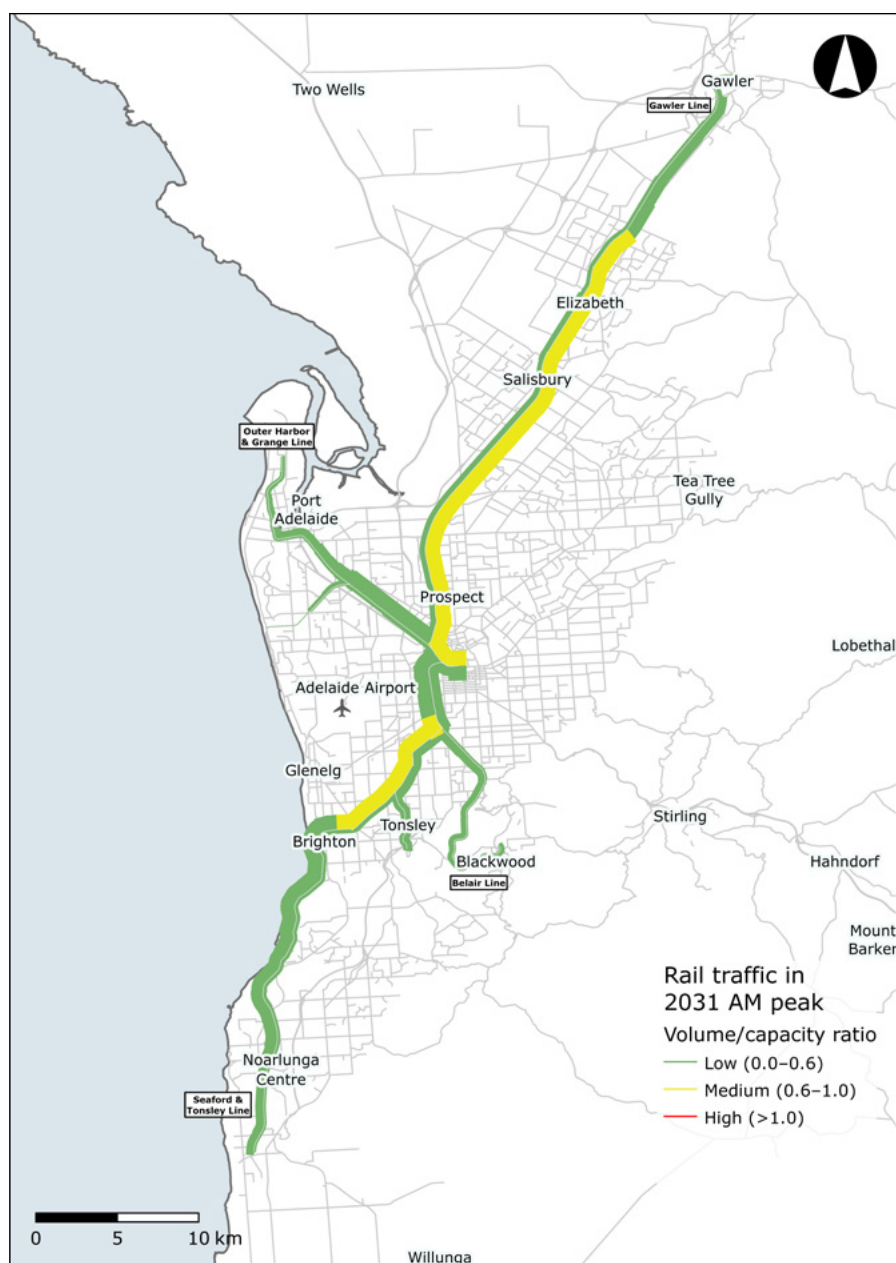 Two Wells
Gawler
Gawler Line
Elizabeth
Salisbury
Outer Harbor
& Grange Line
Port
Adelaide
Tea Tree
Gully
Prospect
Lobethal
Adelaide Airport
Glenelg
Stirling
Brighton
Tonsley
Blackwood
Hahndorf
Belair Line
Mount
Barker
Rail traffic in
2031 AM peak
Volume/capacity ratio
Low (0.0–0.6)
Medium (0.6–1.0)
High (>1.0)
Noarlunga
Centre
Seaford &
Tonsley Line
0 5 10 km
Willunga